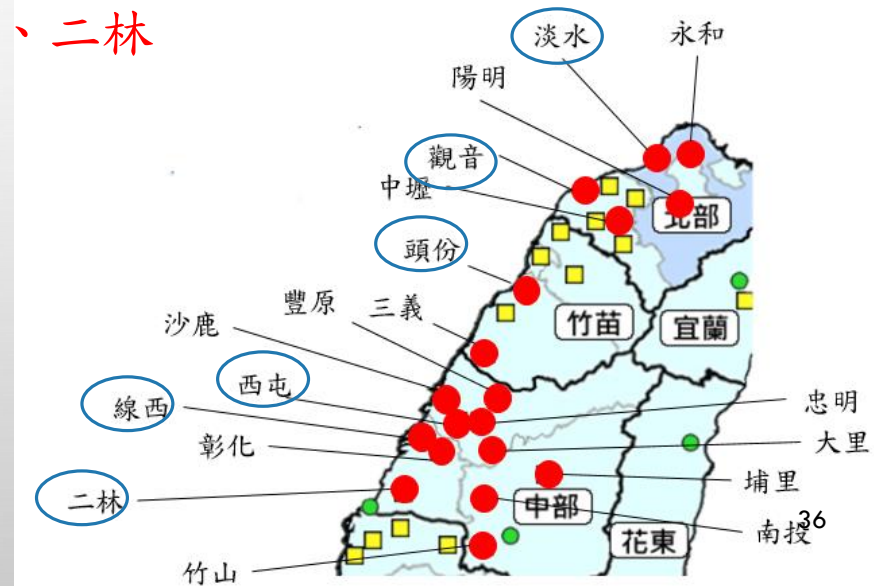 、二林
淡水
永和
陽明
觀音
中壢
北部
頭份
豐原
三義
竹苗
宜蘭
沙鹿
西屯
線西
忠明
彰化
大里
二林
埔里
中部
南投
36
花東
竹山